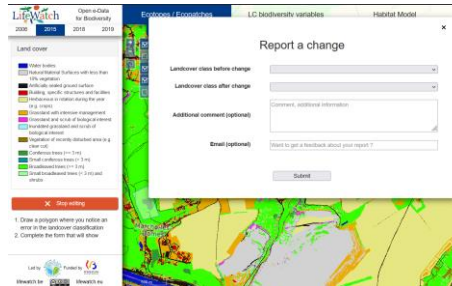 LifeWatch
Open e-Data
for Biodiversity
2006 2015 2018 2019
Ecotopes / Ecopatches
LC biodiversity variables
Habitat Model
Land cover
Water bodies
Natural Material Surfaces with less than
10% vegetation
Artificially sealed ground surface
Building, specific structures and facilities
Herbaceous in rotation during the year
(e.g. crops)
Grassland with intensive management
Grassland and scrub of biological interest
Inundated grassland and scrub of
biological interest
Vegetation of recently disturbed area (e.g.
clear cut)
Coniferous trees (>= 3 m)
Small coniferous trees (< 3 m)
Broadleaved trees (>= 3 m)
Small broadleaved trees (< 3 m) and
shrubs
× Stop editing
1. Draw a polygon where you notice an
error in the landcover classification
2. Complete the form that will show
Led by
Funded by
lifewatch.be
lifewatch.eu
×
Report a change
Landcover class before change
Landcover class after change
Additional comment (optional)
Comment, additional information
Email (optional)
Want to get a feedback about your report ?
Submit